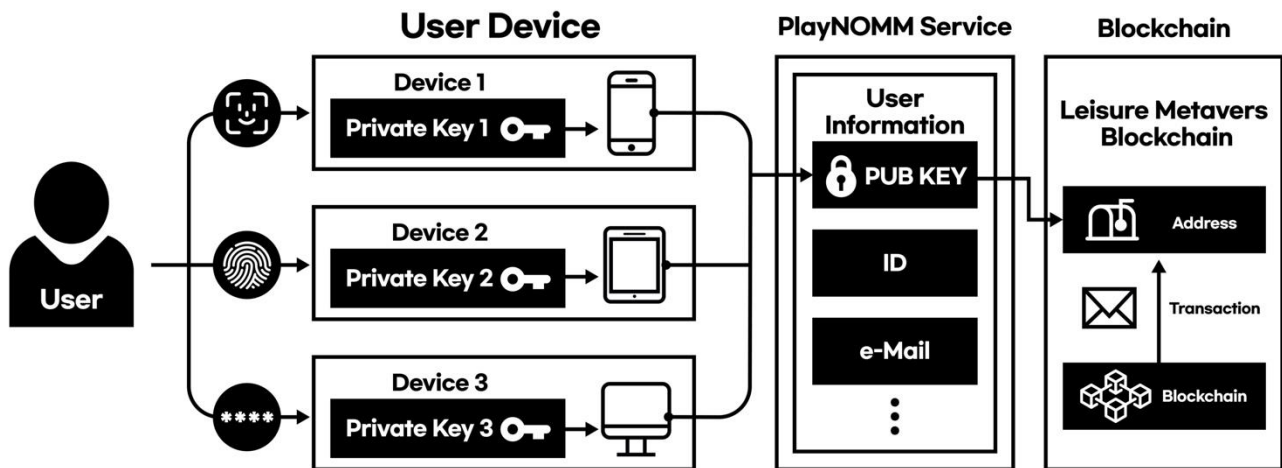 User Device
PlayNOMM Service
Blockchain
User
Device 1
Private Key 1
Device 2
Private Key 2
****
Device 3
Private Key 3
User
Information
PUB KEY
ID
e-Mail
Leisure Metavers
Blockchain
Address
Transaction
Blockchain